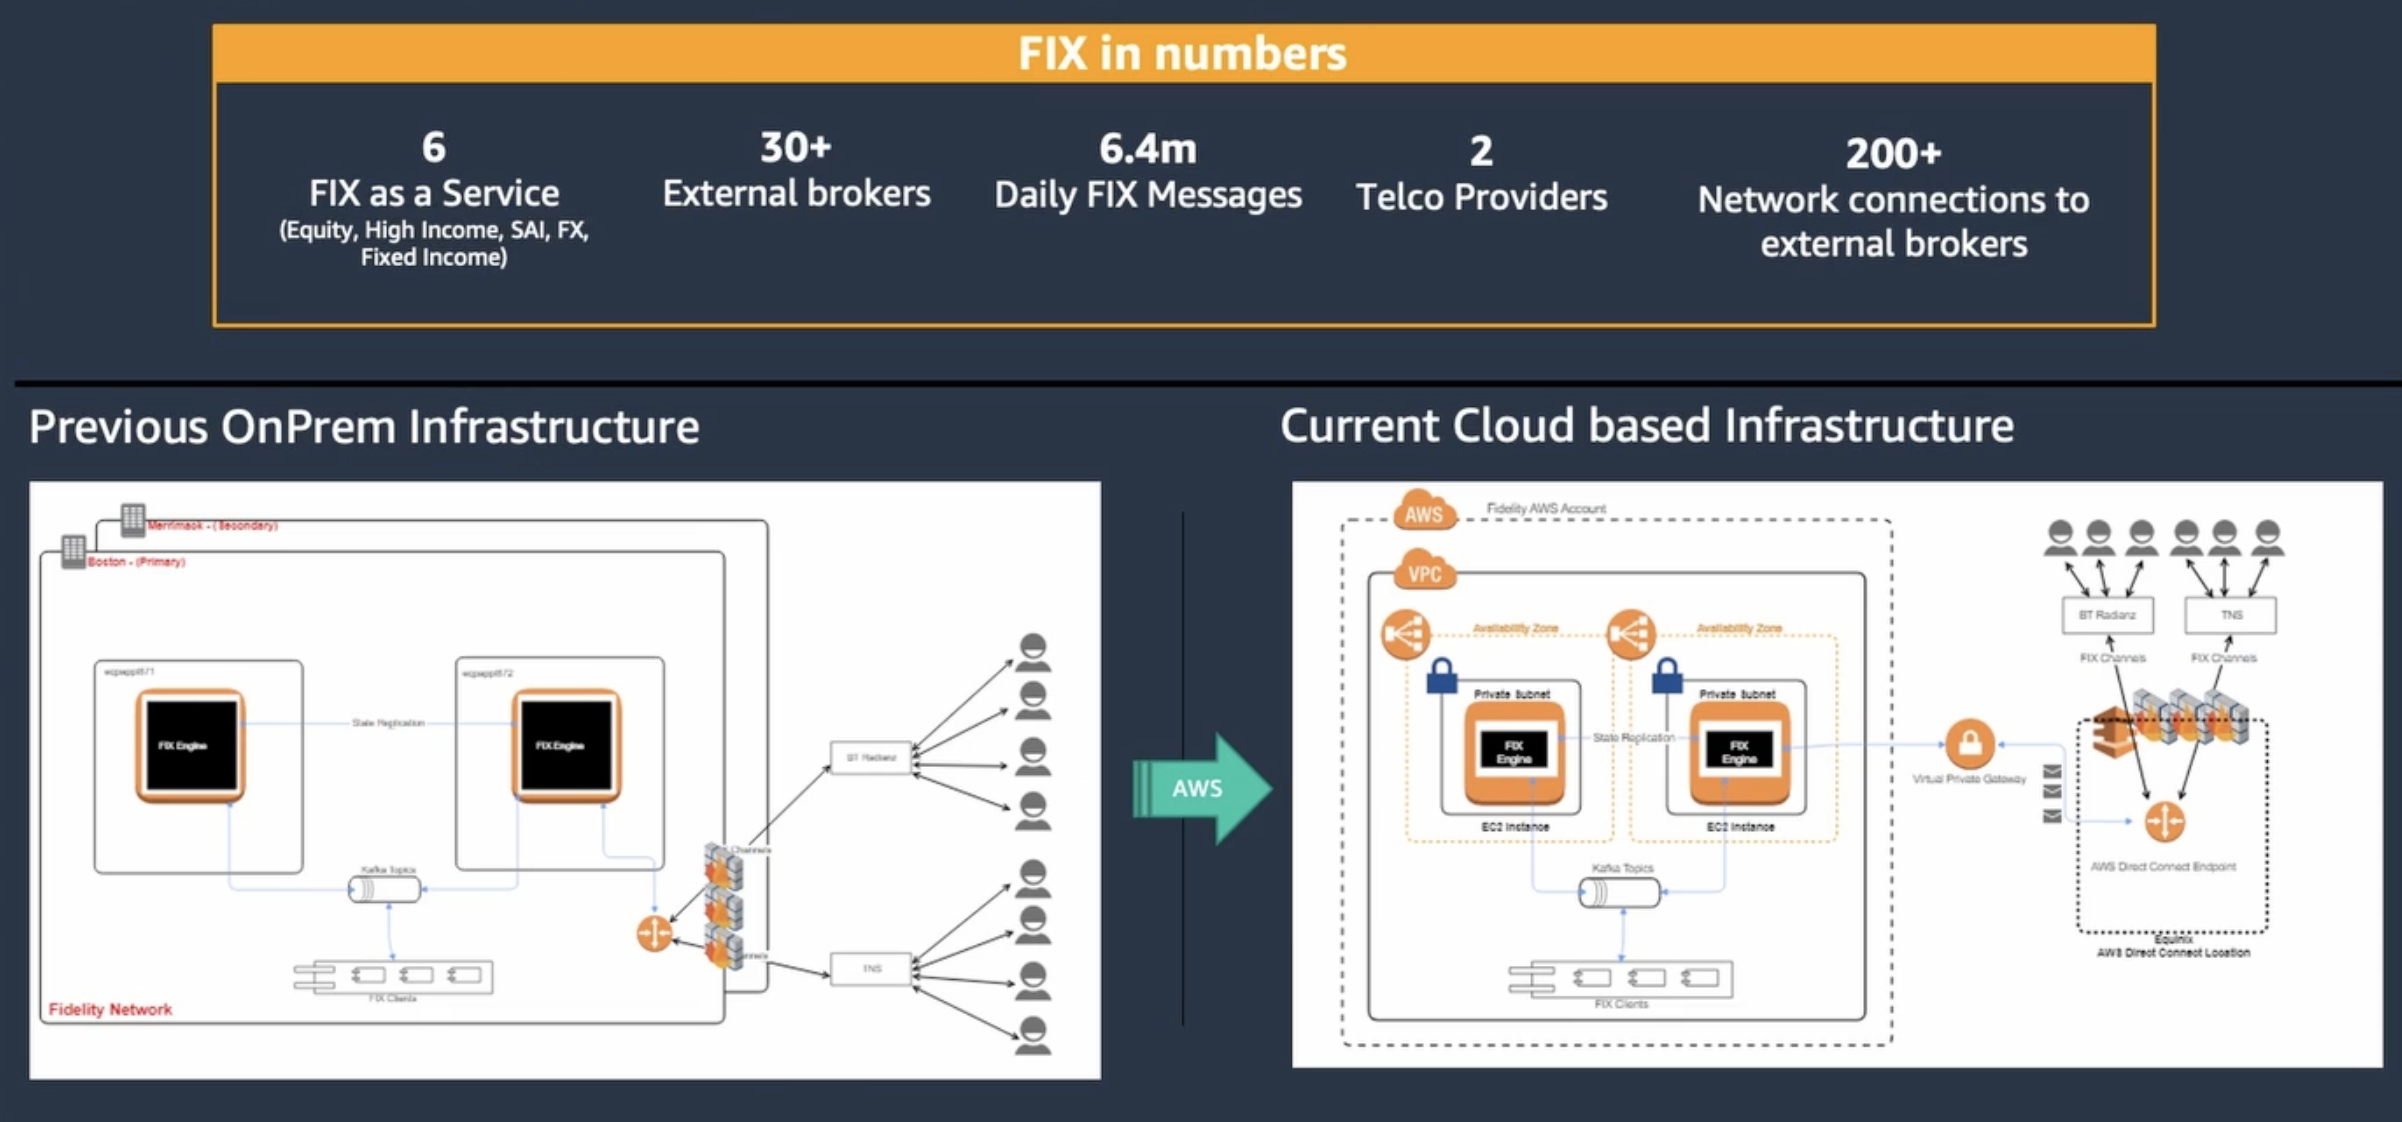 FIX in numbers
6
FIX as a Service
(Equity, High Income, SAI, FX,
Fixed Income)
30+
External brokers
6.4m
Daily FIX Messages
2
Telco Providers
200+
Network connections to
external brokers
Previous OnPrem Infrastructure
Merrimack - (Secondary)
Boston - (Primary)
FIX Engine
State Replication
FIX Engine
Kafka Topics
FIX Clients
Fidelity Network
Channels
BT Radianz
TNS
AWS
Current Cloud based Infrastructure
AWS
Fidelity AWS Account
VPC
Availability Zone
Availability Zone
Private Subnet
Private Subnet
FIX
Engine
State Replication
FIX
Engine
EC2 Instance
EC2 Instance
Kafka Topics
FIX Clients
Virtual Private Gateway
BT Radianz
TNS
FIX Channels
FIX Channels
AWS Direct Connect Endpoint
Equinix
AWS Direct Connect Location